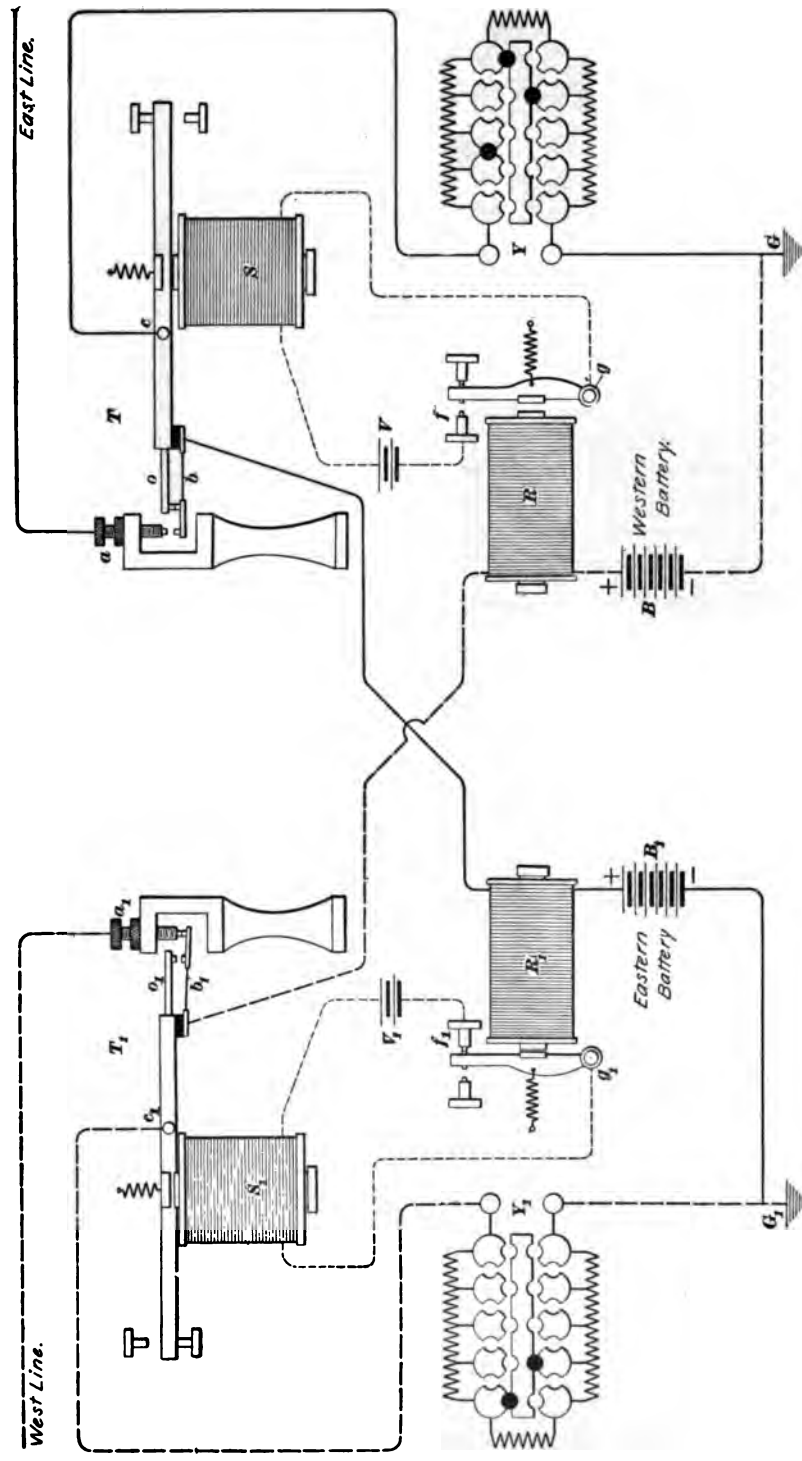 West Line.
East Line.
T₁
c₁
o₁
b₁
a₁
S₁
V₁
f₁
g₁
R₁
Y₁
Eastern
Battery
+
B₁
−
G₁
T
a
o
b
c
S
V
f
g
R
Y
Western
Battery.
+
B
−
G